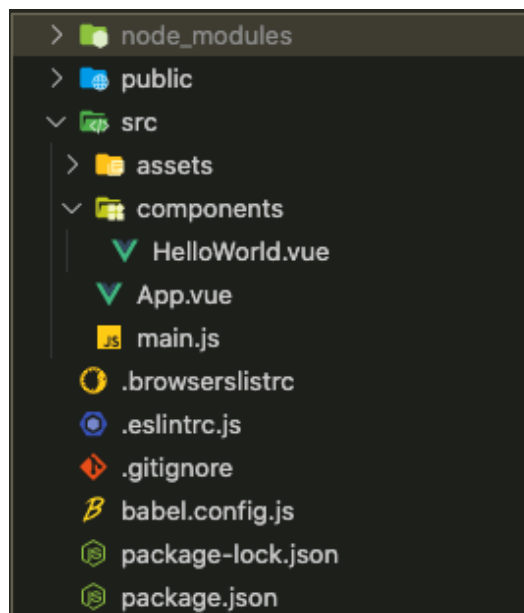 node_modules
public
src
assets
components
HelloWorld.vue
App.vue
JS main.js
.browserslistrc
.eslintrc.js
.gitignore
babel.config.js
package-lock.json
package.json